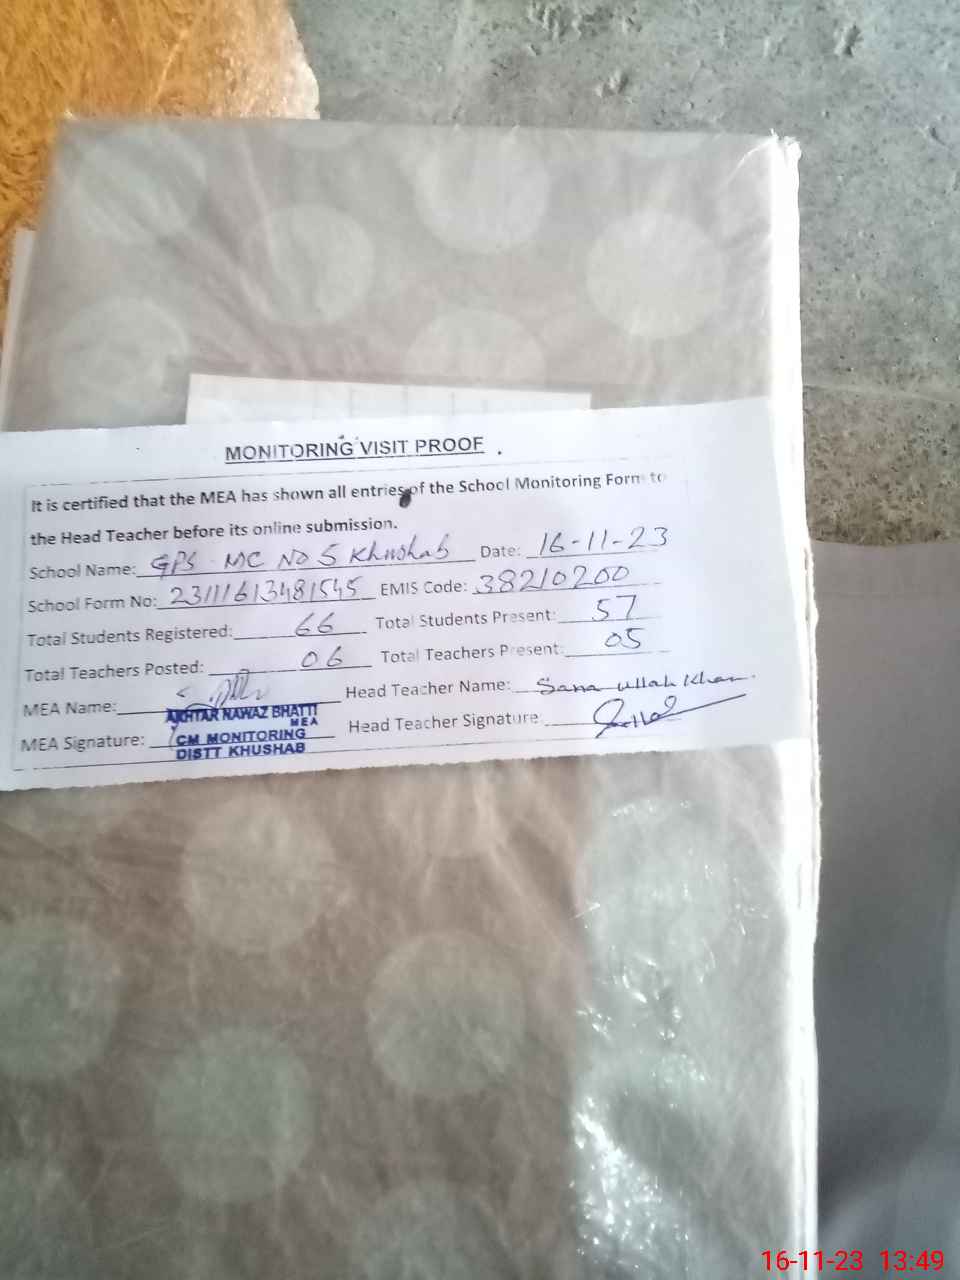 MONITORING VISIT PROOF
It is certified that the MEA has shown all entries of the School Monitoring Form to
the Head Teacher before its online submission.
School Name: GPS MC NO 5 Khushab Date: 16-11-23
School Form No: 23111613481545 EMIS Code: 38210200
Total Students Registered: 66 Total Students Present: 57
Total Teachers Posted: 06 Total Teachers Present: 05
MEA Name: Head Teacher Name: Sana ullah Khan
AKHTAR NAWAZ BHATTI
MEA
MEA Signature: Head Teacher Signature:
CM MONITORING
DISTT KHUSHAB
16-11-23 13:49